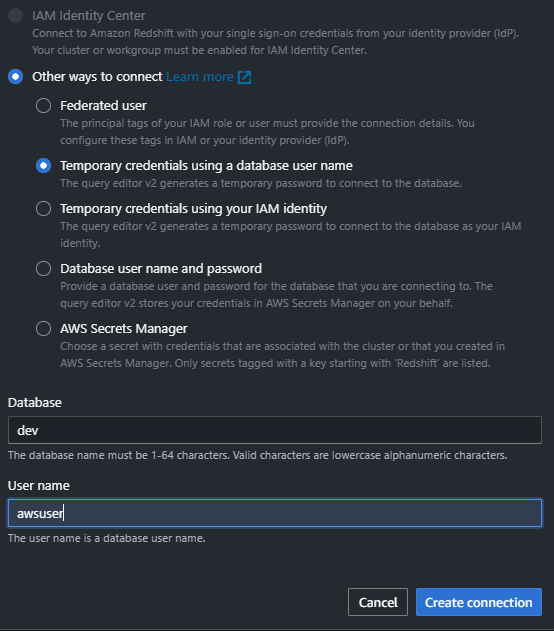 IAM Identity Center
Connect to Amazon Redshift with your single sign-on credentials from your identity provider (IdP).
Your cluster or workgroup must be enabled for IAM Identity Center.
Other ways to connect Learn more
Federated user
The principal tags of your IAM role or user must provide the connection details. You
configure these tags in IAM or your identity provider (IdP).
Temporary credentials using a database user name
The query editor v2 generates a temporary password to connect to the database.
Temporary credentials using your IAM identity
The query editor v2 generates a temporary password to connect to the database as your IAM
identity.
Database user name and password
Provide a database user and password for the database that you are connecting to. The
query editor v2 stores your credentials in AWS Secrets Manager on your behalf.
AWS Secrets Manager
Choose a secret with credentials that are associated with the cluster or that you created in
AWS Secrets Manager. Only secrets tagged with a key starting with 'Redshift' are listed.
Database
dev
The database name must be 1-64 characters. Valid characters are lowercase alphanumeric characters.
User name
awsuser
The user name is a database user name.
Cancel Create connection